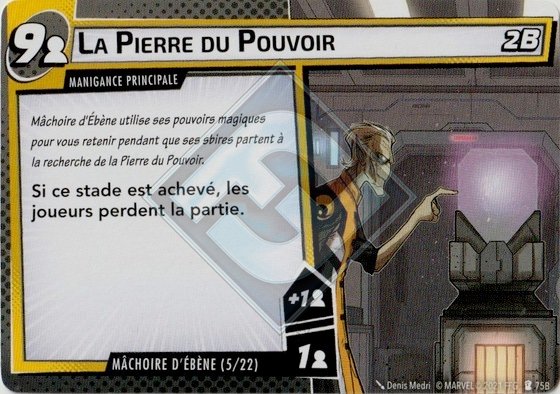 9
LA PIERRE DU POUVOIR
2B
MANIGANCE PRINCIPALE
Mâchoire d'Ébène utilise ses pouvoirs magiques
pour vous retenir pendant que ses sbires partent à
la recherche de la Pierre du Pouvoir.
Si ce stade est achevé, les
joueurs perdent la partie.
+1
1
MÂCHOIRE D'ÉBÈNE (5/22)
Denis Medri © MARVEL © 2021 FFG 75B